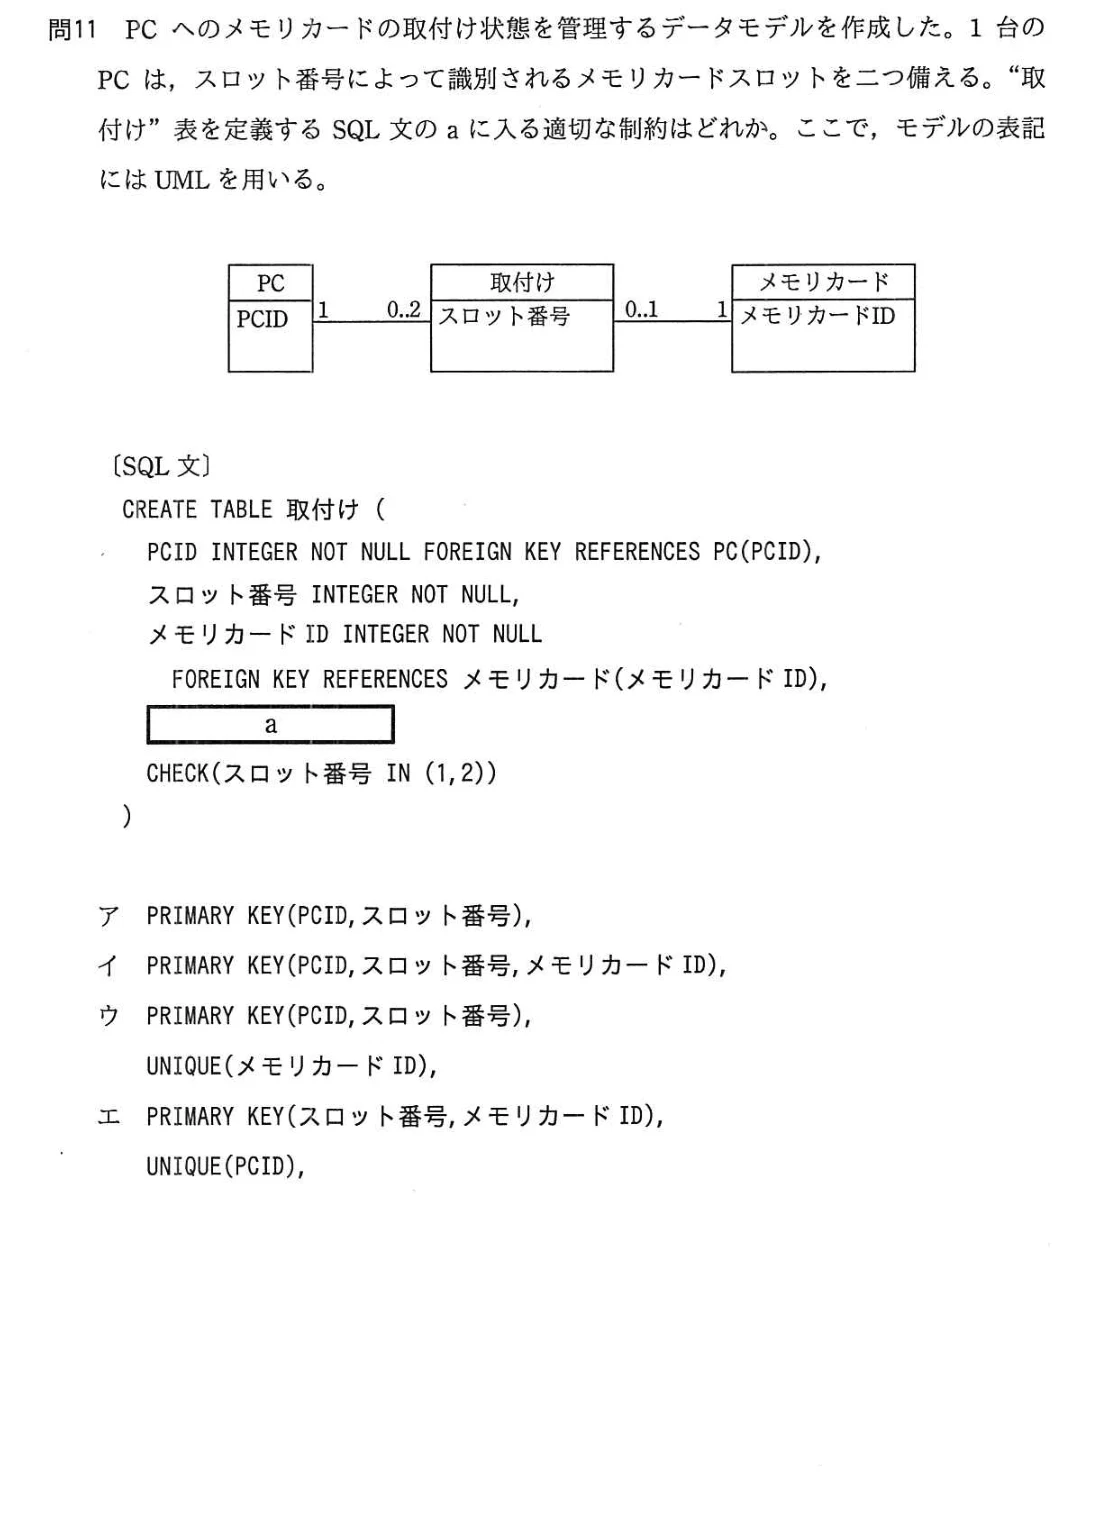 問11 PC へのメモリカードの取付け状態を管理するデータモデルを作成した。1 台の
PC は，スロット番号によって識別されるメモリカードスロットを二つ備える。“取
付け”表を定義する SQL 文の a に入る適切な制約はどれか。ここで，モデルの表記
には UML を用いる。
PC 取付け メモリカード
PCID 1 0..2 スロット番号 0..1 1 メモリカードID
〔SQL 文〕
CREATE TABLE 取付け (
PCID INTEGER NOT NULL FOREIGN KEY REFERENCES PC(PCID),
スロット番号 INTEGER NOT NULL,
メモリカード ID INTEGER NOT NULL
FOREIGN KEY REFERENCES メモリカード(メモリカード ID),
a
CHECK(スロット番号 IN (1,2))
)
ア PRIMARY KEY(PCID,スロット番号),
イ PRIMARY KEY(PCID,スロット番号,メモリカード ID),
ウ PRIMARY KEY(PCID,スロット番号),
UNIQUE(メモリカード ID),
エ PRIMARY KEY(スロット番号,メモリカード ID),
UNIQUE(PCID),